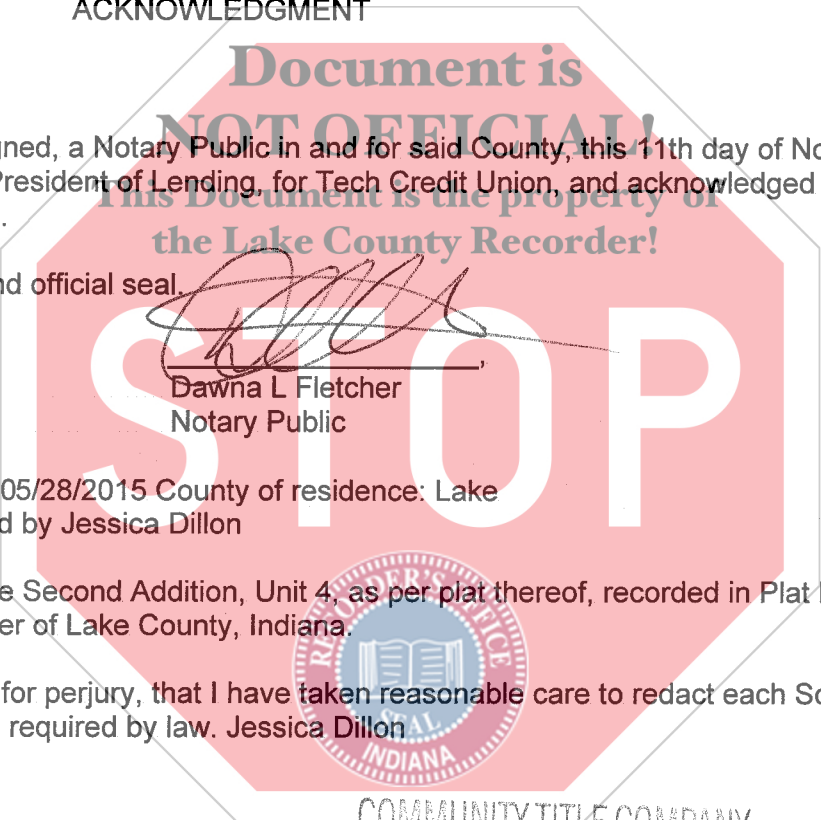 ACKNOWLEDGMENT
Document is
NOT OFFICIAL!
gned, a Notary Public in and for said County, this 11th day of No
President of Lending, for Tech Credit Union, and acknowledged
This Document is the property of
.
the Lake County Recorder!
nd official seal.
,
Dawna L Fletcher
Notary Public
STOP
05/28/2015 County of residence: Lake
d by Jessica Dillon
e Second Addition, Unit 4, as per plat thereof, recorded in Plat
er of Lake County, Indiana.
RECORDER'S OFFICE
for perjury, that I have taken reasonable care to redact each So
required by law. Jessica Dillon
SEAL
INDIANA
COMMUNITY TITLE COMPANY